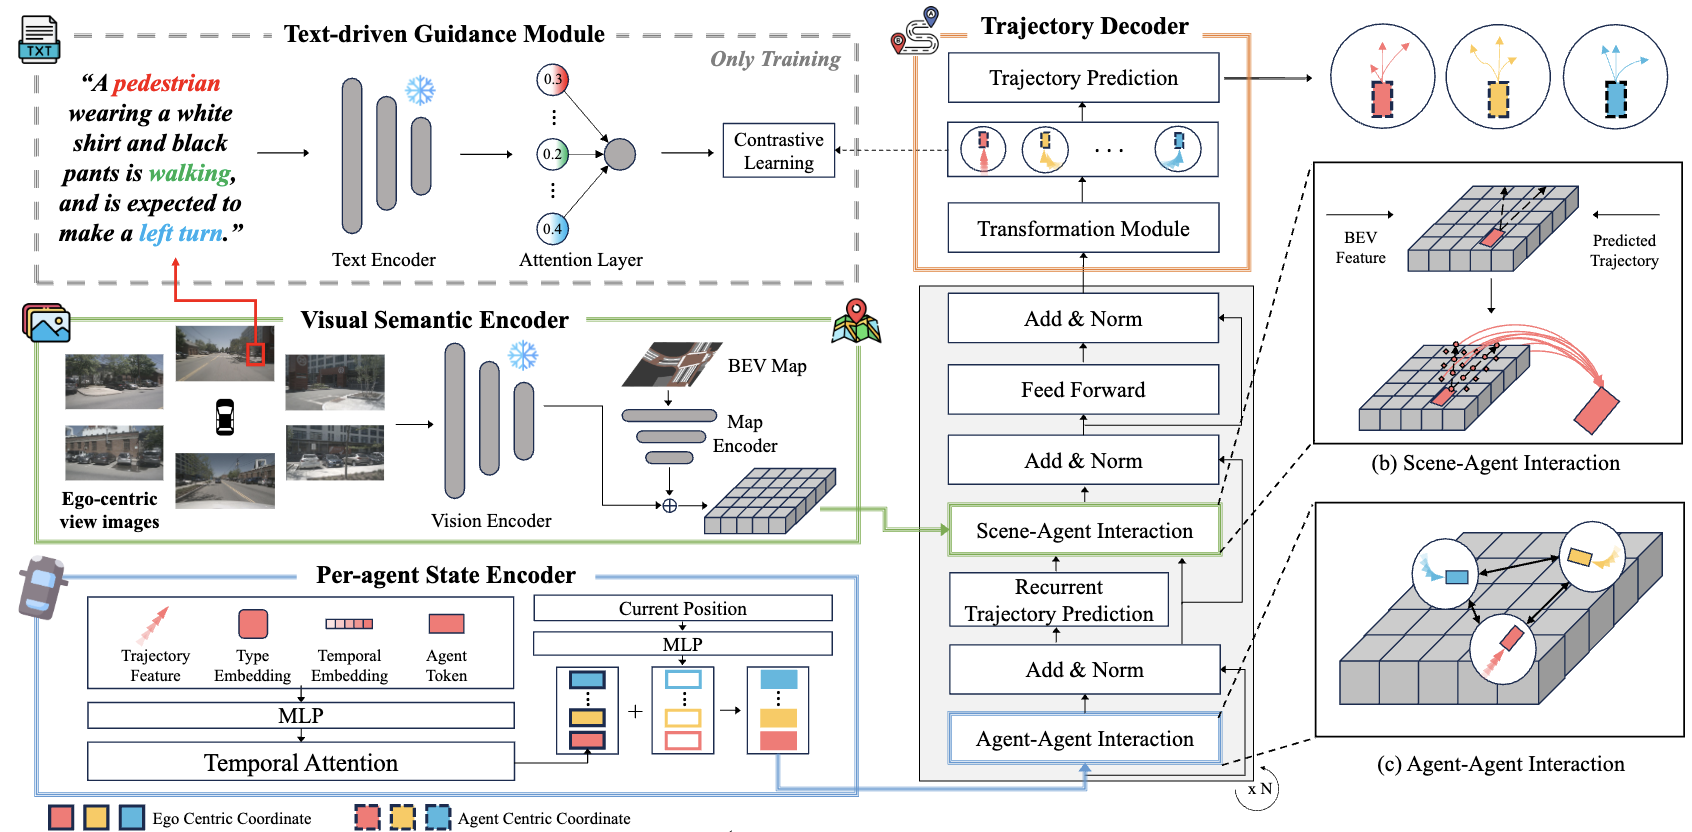 TXT
Text-driven Guidance Module
Only Training
“A pedestrian
wearing a white
shirt and black
pants is walking,
and is expected to
make a left turn.”
Text Encoder
0.3
0.2
0.4
Attention Layer
Contrastive
Learning
Trajectory Decoder
A
B
Trajectory Prediction
Transformation Module
Visual Semantic Encoder
Ego-centric
view images
Vision Encoder
BEV Map
Map
Encoder
Per-agent State Encoder
Trajectory
Feature
Type
Embedding
Temporal
Embedding
Agent
Token
MLP
Temporal Attention
Current Position
MLP
+
Add & Norm
Feed Forward
Add & Norm
Scene-Agent Interaction
Recurrent
Trajectory Prediction
Add & Norm
Agent-Agent Interaction
x N
BEV
Feature
Predicted
Trajectory
(b) Scene-Agent Interaction
(c) Agent-Agent Interaction
Ego Centric Coordinate
Agent Centric Coordinate